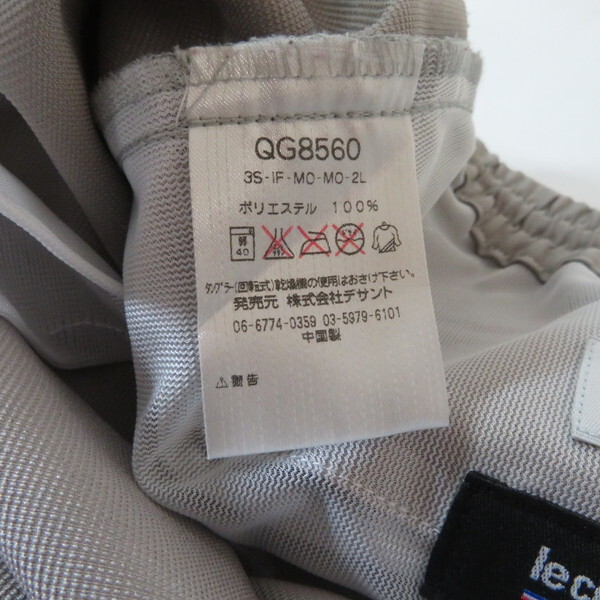 QG8560
3S-IF-MO-MO-2L
ポリエステル 100%
弱
40
タンブラー(回転式)乾燥機の使用はおさけ下さい。
発売元 株式会社デサント
06-6774-0359 03-5979-6101
中国製
⚠警告
le c